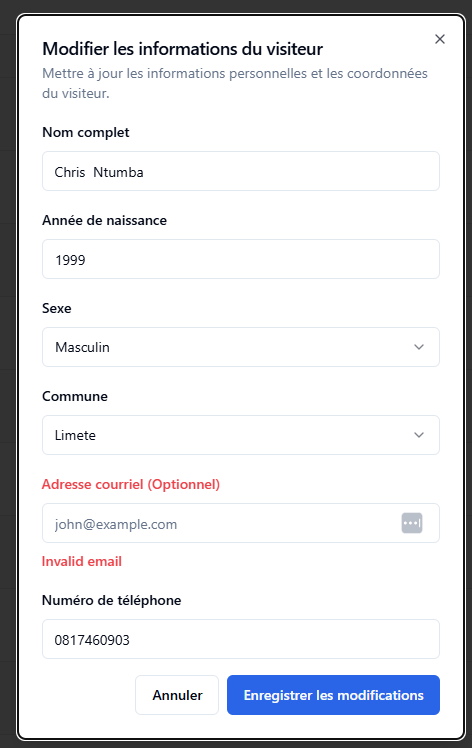 Modifier les informations du visiteur
Mettre à jour les informations personnelles et les coordonnées
du visiteur.
Nom complet
Chris  Ntumba
Année de naissance
1999
Sexe
Masculin
Commune
Limete
Adresse courriel (Optionnel)
john@example.com
Invalid email
Numéro de téléphone
0817460903
Annuler
Enregistrer les modifications